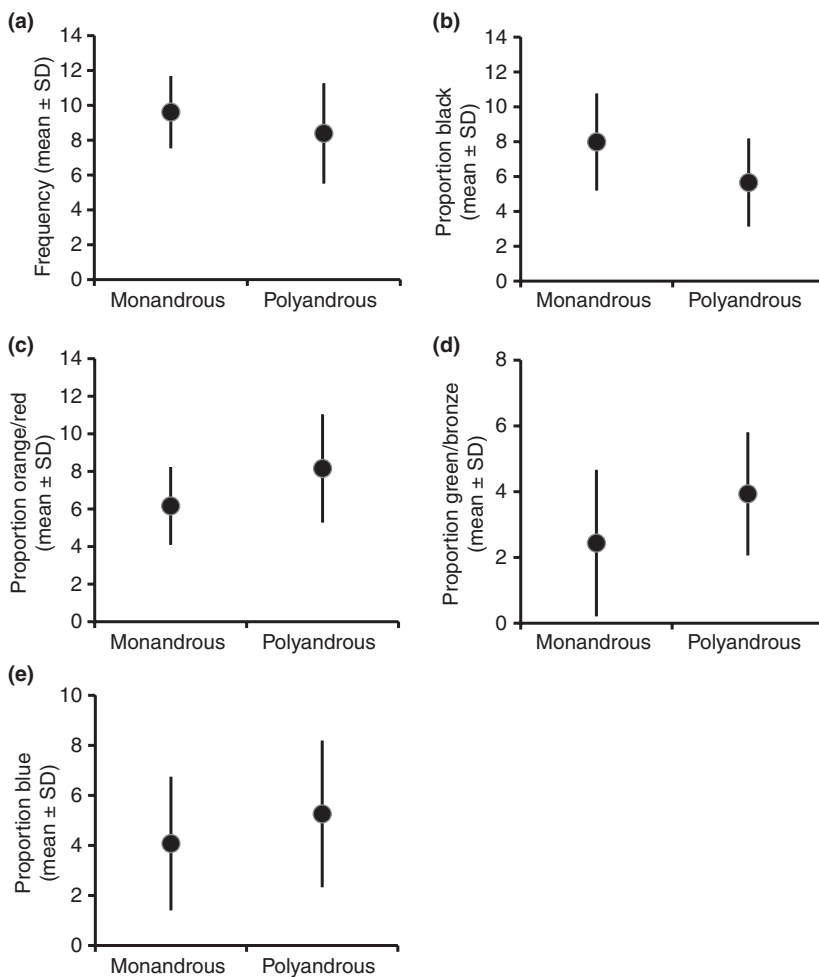 (a)
Frequency (mean ± SD)
14
12
10
8
6
4
2
0
Monandrous Polyandrous
(b)
Proportion black
(mean ± SD)
14
12
10
8
6
4
2
0
Monandrous Polyandrous
(c)
Proportion orange/red
(mean ± SD)
14
12
10
8
6
4
2
0
Monandrous Polyandrous
(d)
Proportion green/bronze
(mean ± SD)
8
6
4
2
0
Monandrous Polyandrous
(e)
Proportion blue
(mean ± SD)
10
8
6
4
2
0
Monandrous Polyandrous